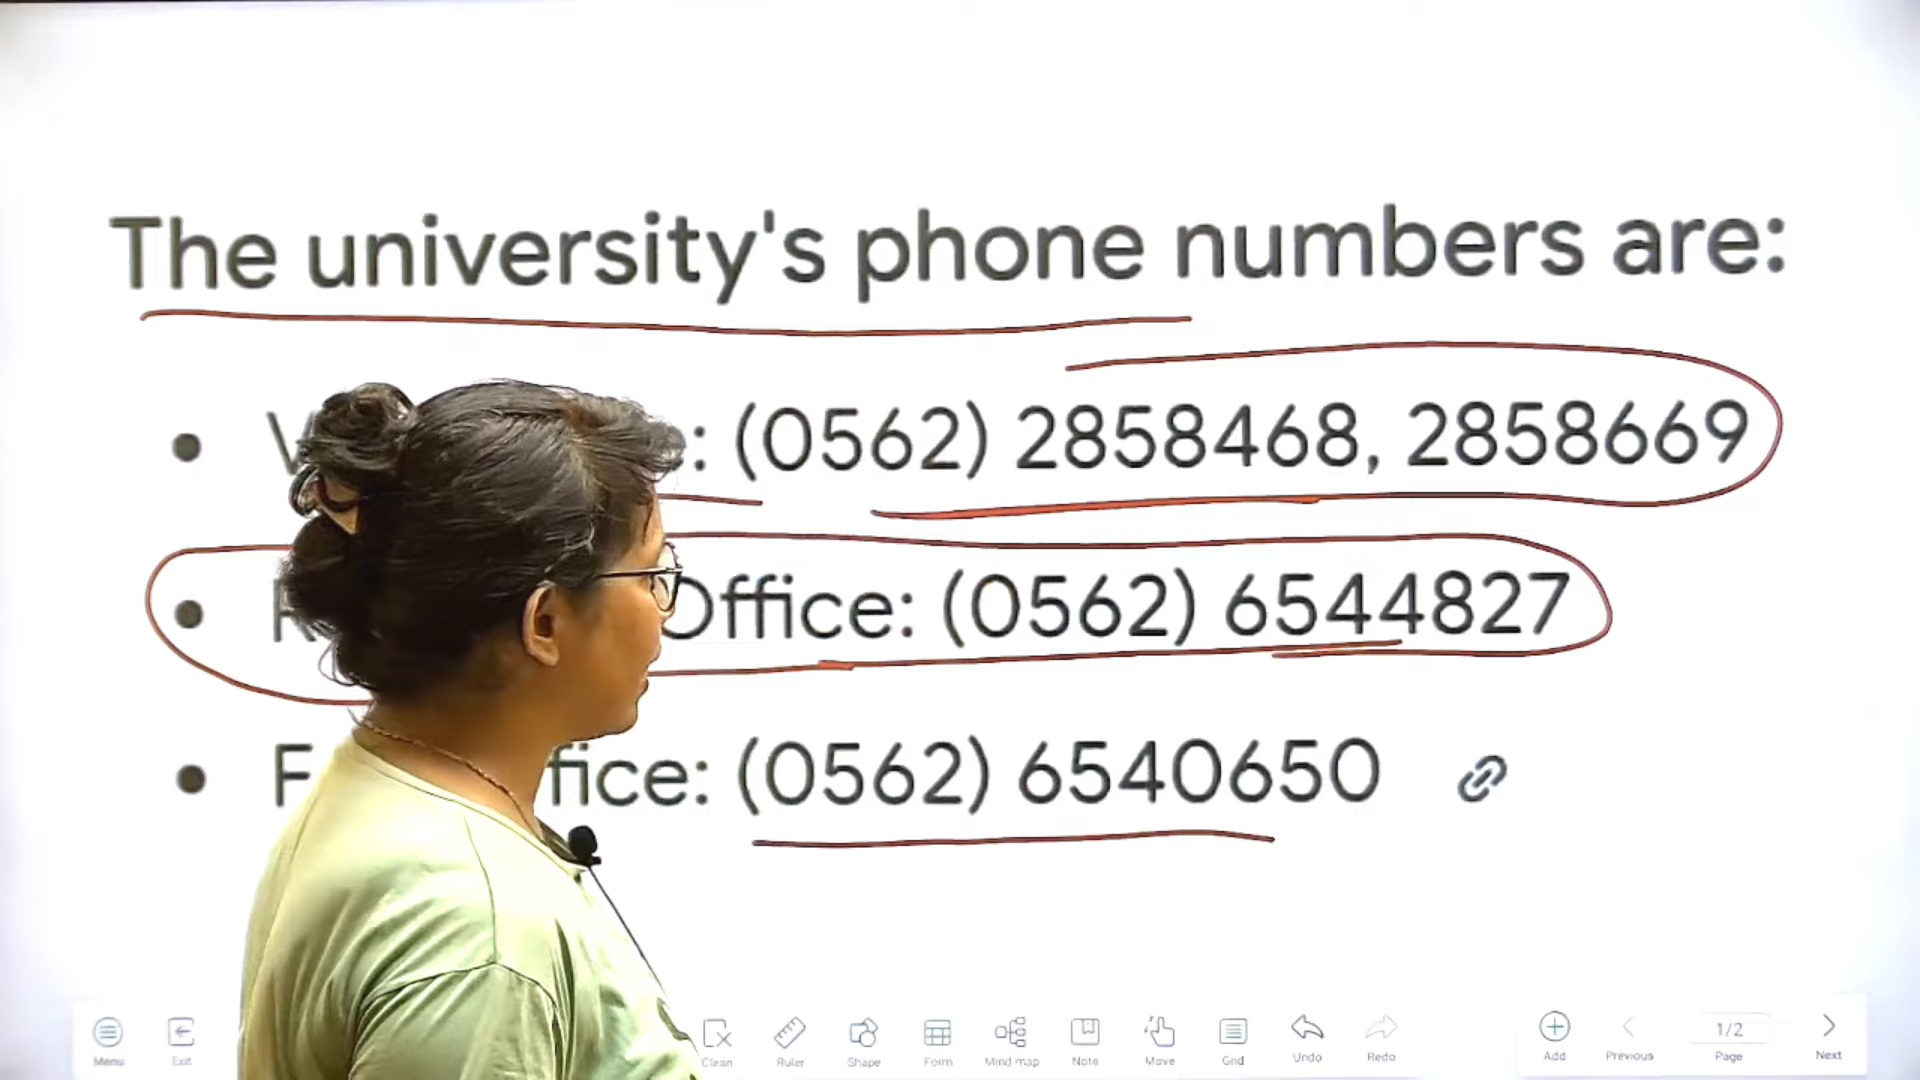 The university's phone numbers are:
: (0562) 2858468, 2858669
Office: (0562) 6544827
(0562) 6540650
Menu Exit Clean Ruler Shape Form Mind map Note Move Grid Undo Redo Add Previous 1/2 Page Next